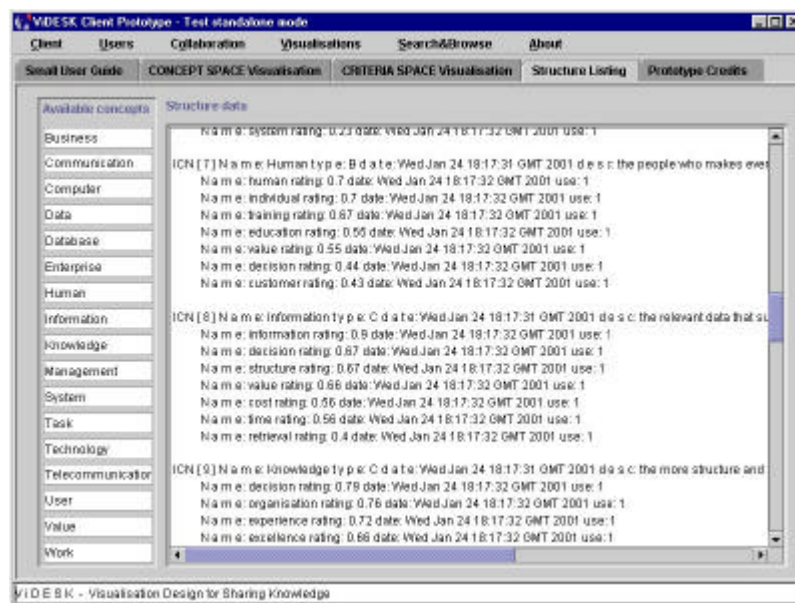 ViDESK Client Prototype - Test standalone mode
Client Users Collaboration Visualisations Search&Browse About
Small User Guide CONCEPT SPACE Visualisation CRITERIA SPACE Visualisation Structure Listing Prototype Credits
Available concepts
Business
Communication
Computer
Data
Database
Enterprise
Human
Information
Knowledge
Management
System
Task
Technology
Telecommunication
User
Value
Work
Structure data
N a m e: system rating: 0.23 date: Wed Jan 24 18:17:32 GMT 2001 use: 1
ICN [ 7 ] N a m e: Human t y p e: B d a t e: Wed Jan 24 18:17:31 GMT 2001 d e s c: the people who makes ever
N a m e: human rating: 0.7 date: Wed Jan 24 18:17:32 GMT 2001 use: 1
N a m e: individual rating: 0.7 date: Wed Jan 24 18:17:32 GMT 2001 use: 1
N a m e: training rating: 0.67 date: Wed Jan 24 18:17:32 GMT 2001 use: 1
N a m e: education rating: 0.56 date: Wed Jan 24 18:17:32 GMT 2001 use: 1
N a m e: value rating: 0.55 date: Wed Jan 24 18:17:32 GMT 2001 use: 1
N a m e: decision rating: 0.44 date: Wed Jan 24 18:17:32 GMT 2001 use: 1
N a m e: customer rating: 0.43 date: Wed Jan 24 18:17:32 GMT 2001 use: 1
ICN [ 8 ] N a m e: Information t y p e: C d a t e: Wed Jan 24 18:17:31 GMT 2001 d e s c: the relevant data that su
N a m e: information rating: 0.9 date: Wed Jan 24 18:17:32 GMT 2001 use: 1
N a m e: decision rating: 0.67 date: Wed Jan 24 18:17:32 GMT 2001 use: 1
N a m e: structure rating: 0.67 date: Wed Jan 24 18:17:32 GMT 2001 use: 1
N a m e: value rating: 0.66 date: Wed Jan 24 18:17:32 GMT 2001 use: 1
N a m e: cost rating: 0.56 date: Wed Jan 24 18:17:32 GMT 2001 use: 1
N a m e: time rating: 0.56 date: Wed Jan 24 18:17:32 GMT 2001 use: 1
N a m e: retrieval rating: 0.4 date: Wed Jan 24 18:17:32 GMT 2001 use: 1
ICN [ 9 ] N a m e: Knowledge t y p e: C d a t e: Wed Jan 24 18:17:31 GMT 2001 d e s c: the more structure and
N a m e: decision rating: 0.79 date: Wed Jan 24 18:17:32 GMT 2001 use: 1
N a m e: organisation rating: 0.76 date: Wed Jan 24 18:17:32 GMT 2001 use: 1
N a m e: experience rating: 0.72 date: Wed Jan 24 18:17:32 GMT 2001 use: 1
N a m e: excellence rating: 0.66 date: Wed Jan 24 18:17:32 GMT 2001 use: 1
V i D E S K - Visualisation Design for Sharing Knowledge